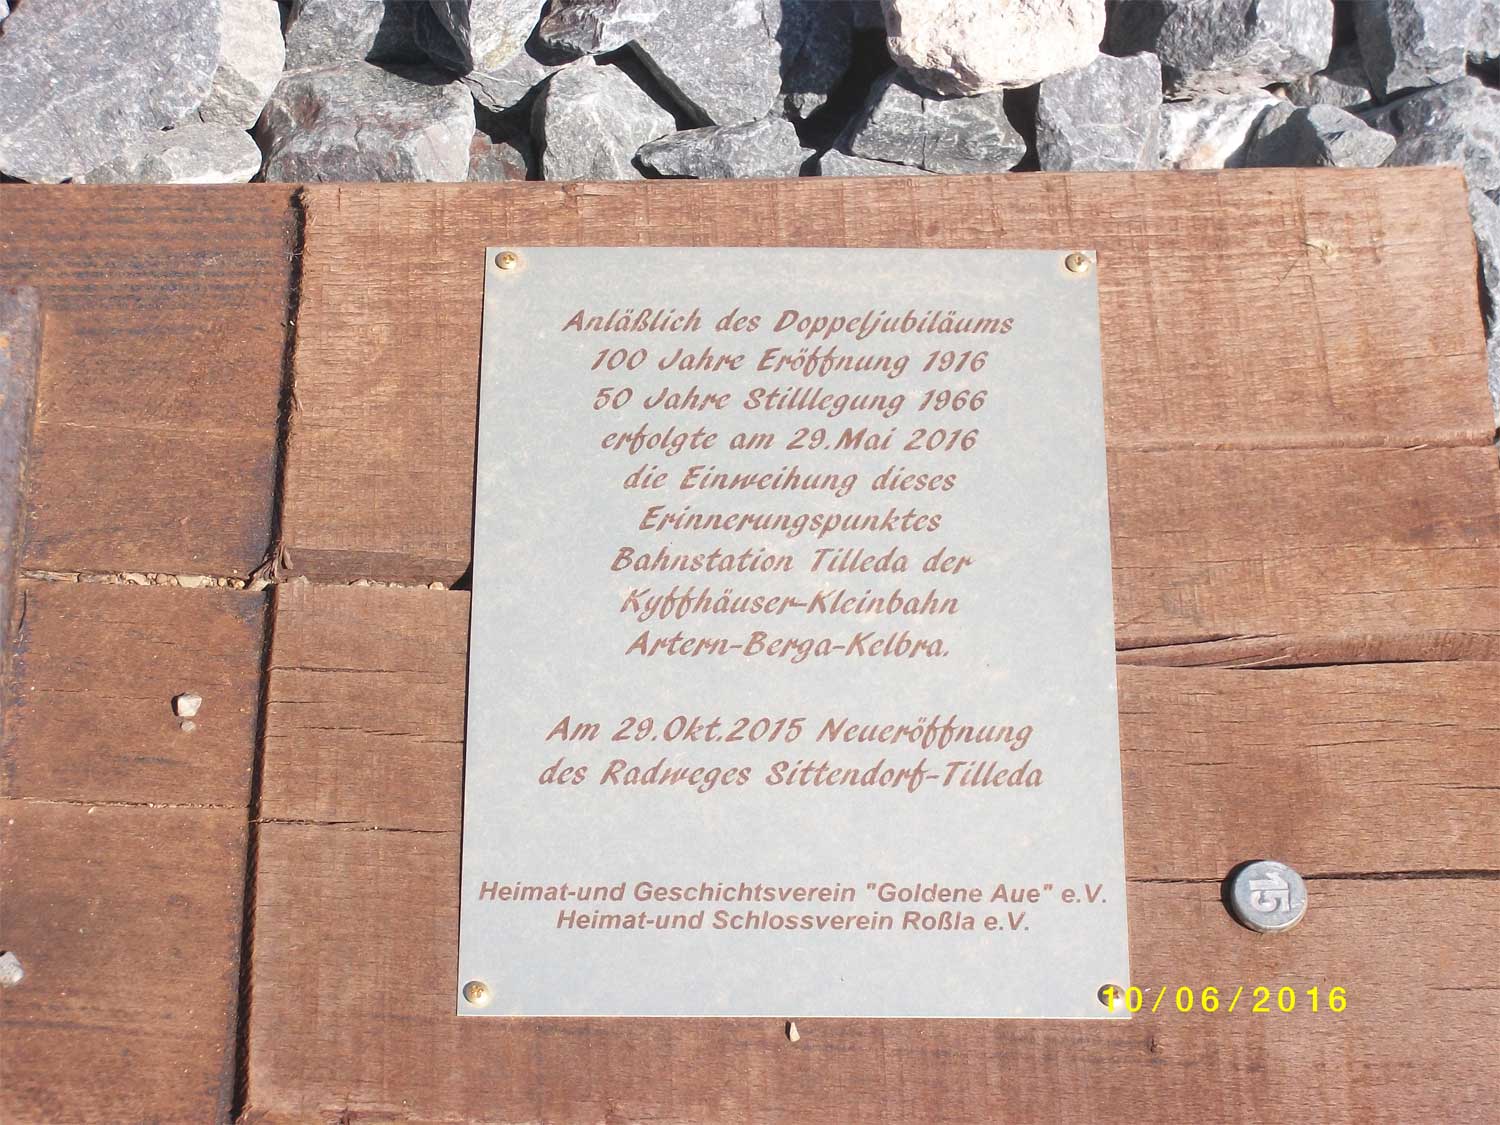 Anläßlich des Doppeljubiläums
100 Jahre Eröffnung 1916
50 Jahre Stilllegung 1966
erfolgte am 29.Mai 2016
die Einweihung dieses
Erinnerungspunktes
Bahnstation Tilleda der
Kyffhäuser-Kleinbahn
Artern-Berga-Kelbra.
Am 29.Okt.2015 Neueröffnung
des Radweges Sittendorf-Tilleda
Heimat-und Geschichtsverein "Goldene Aue" e.V.
Heimat-und Schlossverein Roßla e.V.
51
10/06/2016